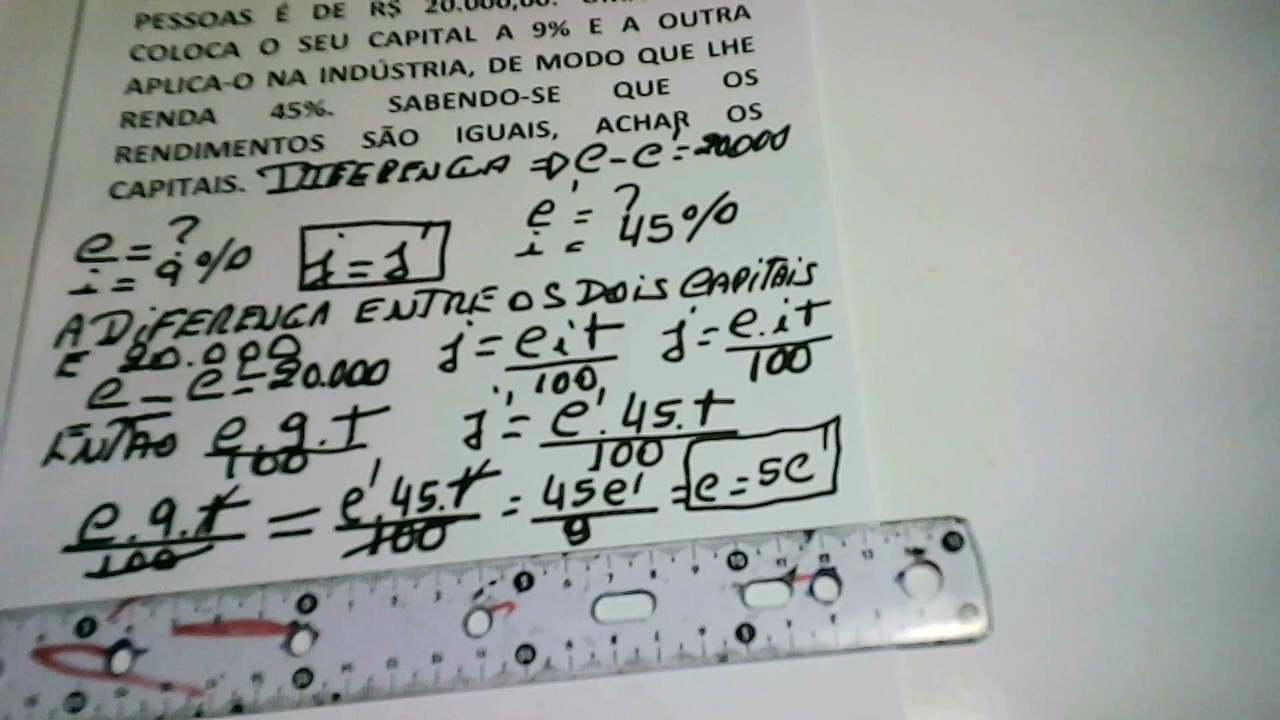 PESSOAS É DE R$ 20.000,00.
COLOCA O SEU CAPITAL A 9% E A OUTRA
APLICA-O NA INDÚSTRIA, DE MODO QUE LHE
RENDA 45%. SABENDO-SE QUE OS
RENDIMENTOS SÃO IGUAIS, ACHAR OS
CAPITAIS. DIFERENCA ⇒ C - C' = 20000
C = ? C' = ?
i = 9% j = j' i = 45%
A DIFERENCA ENTRE OS DOIS CAPITAIS
E 20.000 j = c i t / 100 j' = c.i t / 100
C - C' = 20.000
ENTÃO C.9.T / 100 j' = C'.45.t / 100
C.9.t / 100 = C'.45.t / 100 = 45C' / 9 = C = 5C'